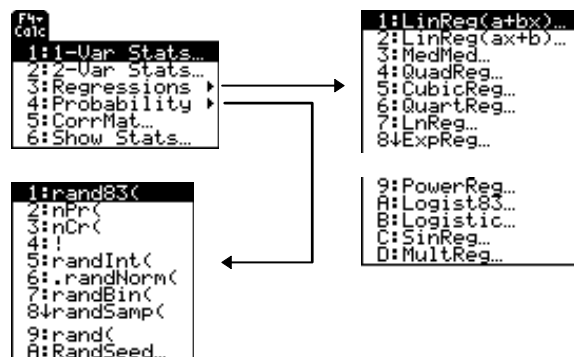 F4▾
Calc
1:1-Var Stats…
2:2-Var Stats…
3:Regressions ▸
4:Probability ▸
5:CorrMat…
6:Show Stats…
1:LinReg(a+bx)…
2:LinReg(ax+b)…
3:MedMed…
4:QuadReg…
5:CubicReg…
6:QuartReg…
7:LnReg…
8↓ExpReg…
9:PowerReg…
A:Logist83…
B:Logistic…
C:SinReg…
D:MultReg…
1:rand83(
2:nPr(
3:nCr(
4:!
5:randInt(
6:.randNorm(
7:randBin(
8↓randSamp(
9:rand(
A:RandSeed…